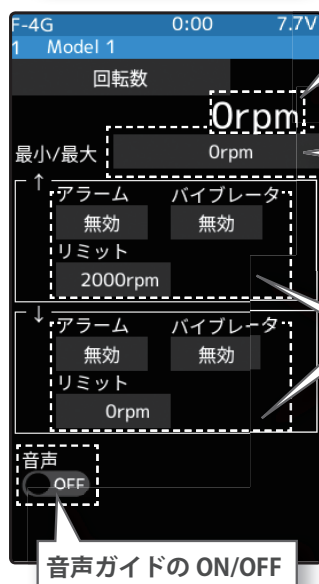 F-4G 0:00 7.7V
1 Model 1
回転数
0rpm
最小/最大 0rpm
↑
アラーム バイブレータ
無効 無効
リミット
2000rpm
↓
アラーム バイブレータ
無効 無効
リミット
0rpm
音声
OFF
音声ガイドの ON/OFF